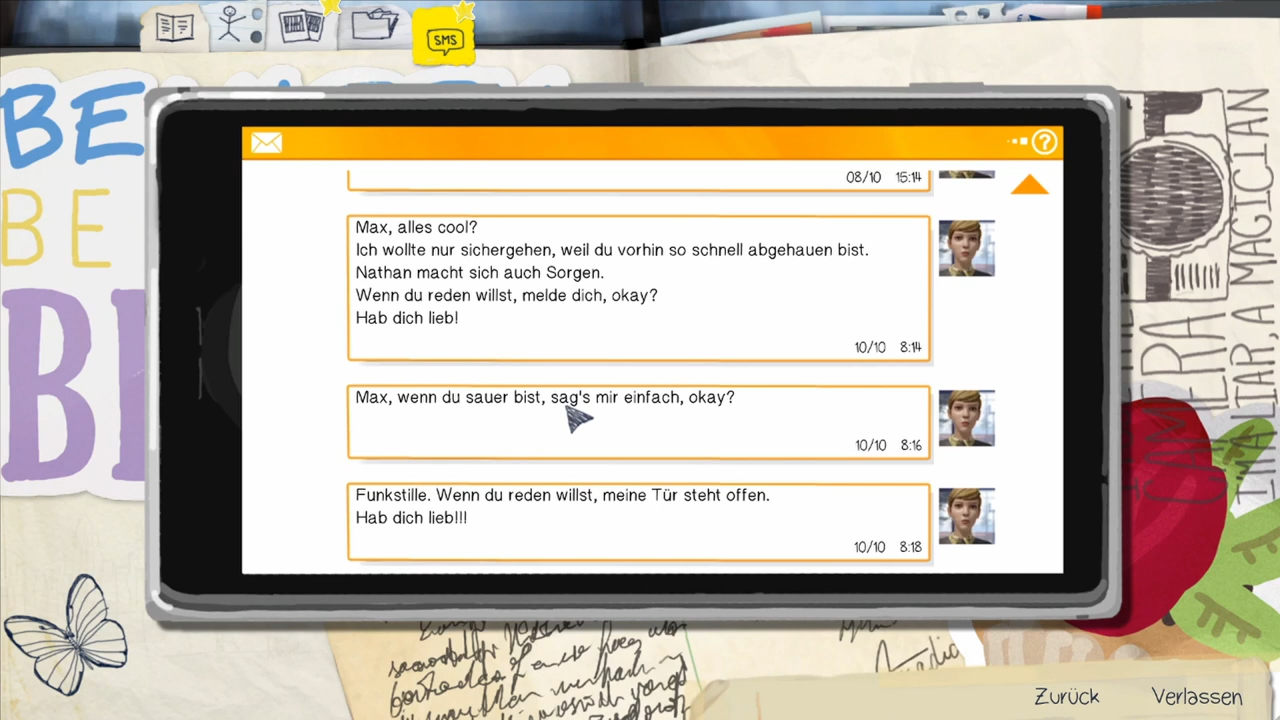 SMS
BE
BE
B
08/10 15:14
Max, alles cool?
Ich wollte nur sichergehen, weil du vorhin so schnell abgehauen bist.
Nathan macht sich auch Sorgen.
Wenn du reden willst, melde dich, okay?
Hab dich lieb!
10/10 8:14
Max, wenn du sauer bist, sag's mir einfach, okay?
10/10 8:16
Funkstille. Wenn du reden willst, meine Tür steht offen.
Hab dich lieb!!!
10/10 8:18
LIAR, A MAGICIAN
Zurück Verlassen